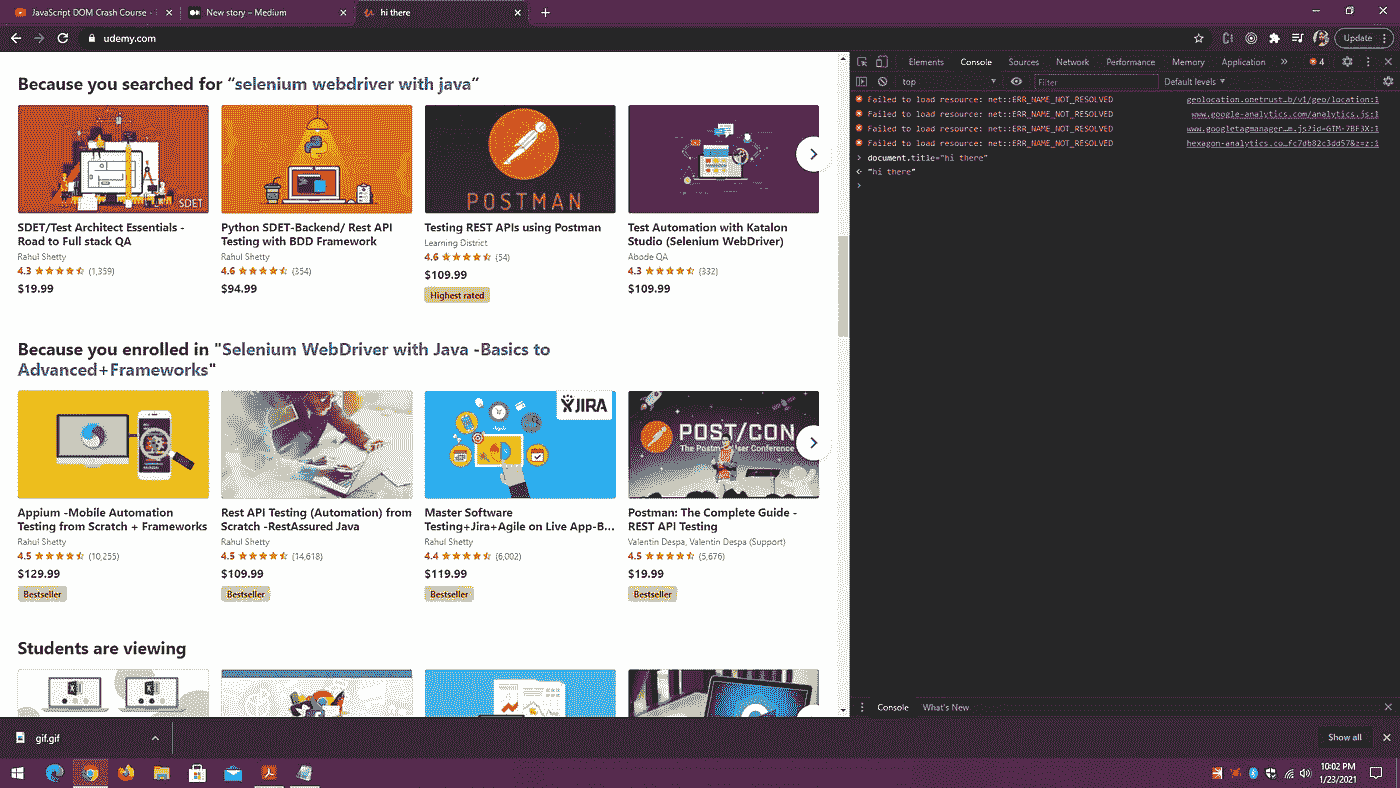 JavaScript DOM Crash Course -
New story – Medium
hi there
udemy.com
Update
Because you searched for “selenium webdriver with java”
SDET
POSTMAN
SDET/Test Architect Essentials -
Road to Full stack QA
Rahul Shetty
4.3 (1,359)
$19.99
Python SDET-Backend/ Rest API
Testing with BDD Framework
Rahul Shetty
4.6 (354)
$94.99
Testing REST APIs using Postman
Learning District
4.6 (54)
$109.99
Highest rated
Test Automation with Katalon
Studio (Selenium WebDriver)
Abode QA
4.3 (332)
$109.99
Because you enrolled in "Selenium WebDriver with Java -Basics to
Advanced+Frameworks"
JIRA
POST/CON
The Postman User Conference
Appium -Mobile Automation
Testing from Scratch + Frameworks
Rahul Shetty
4.5 (10,255)
$129.99
Bestseller
Rest API Testing (Automation) from
Scratch -RestAssured Java
Rahul Shetty
4.5 (14,618)
$109.99
Bestseller
Master Software
Testing+Jira+Agile on Live App-B...
Rahul Shetty
4.4 (6,002)
$119.99
Bestseller
Postman: The Complete Guide -
REST API Testing
Valentin Despa, Valentin Despa (Support)
4.5 (5,676)
$19.99
Bestseller
Students are viewing
Elements Console Sources Network Performance Memory Application » 4
top Filter Default levels
Failed to load resource: net::ERR_NAME_NOT_RESOLVED geolocation.onetrust…b/v1/geo/location:1
Failed to load resource: net::ERR_NAME_NOT_RESOLVED www.google-analytics.com/analytics.js:1
Failed to load resource: net::ERR_NAME_NOT_RESOLVED www.googletagmanager…m.js?id=GTM-7BFJX:1
Failed to load resource: net::ERR_NAME_NOT_RESOLVED hexagon-analytics.co…fc7db82c3dd57&z=z:1
document.title="hi there"
"hi there"
Console What's New
gif.gif
Show all
10:02 PM
1/23/2021